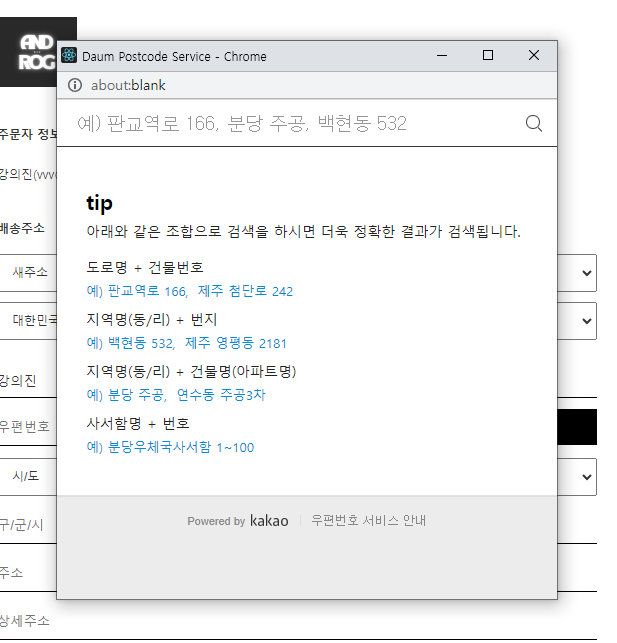 AND
ROG
Daum Postcode Service - Chrome
about:blank
예) 판교역로 166, 분당 주공, 백현동 532
주문자 정보
강의진(vvv
배송주소
새주소
대한민국
강의진
우편번호
시/도
구/군/시
주소
상세주소
tip
아래와 같은 조합으로 검색을 하시면 더욱 정확한 결과가 검색됩니다.
도로명 + 건물번호
예) 판교역로 166, 제주 첨단로 242
지역명(동/리) + 번지
예) 백현동 532, 제주 영평동 2181
지역명(동/리) + 건물명(아파트명)
예) 분당 주공, 연수동 주공3차
사서함명 + 번호
예) 분당우체국사서함 1~100
Powered by kakao
우편번호 서비스 안내